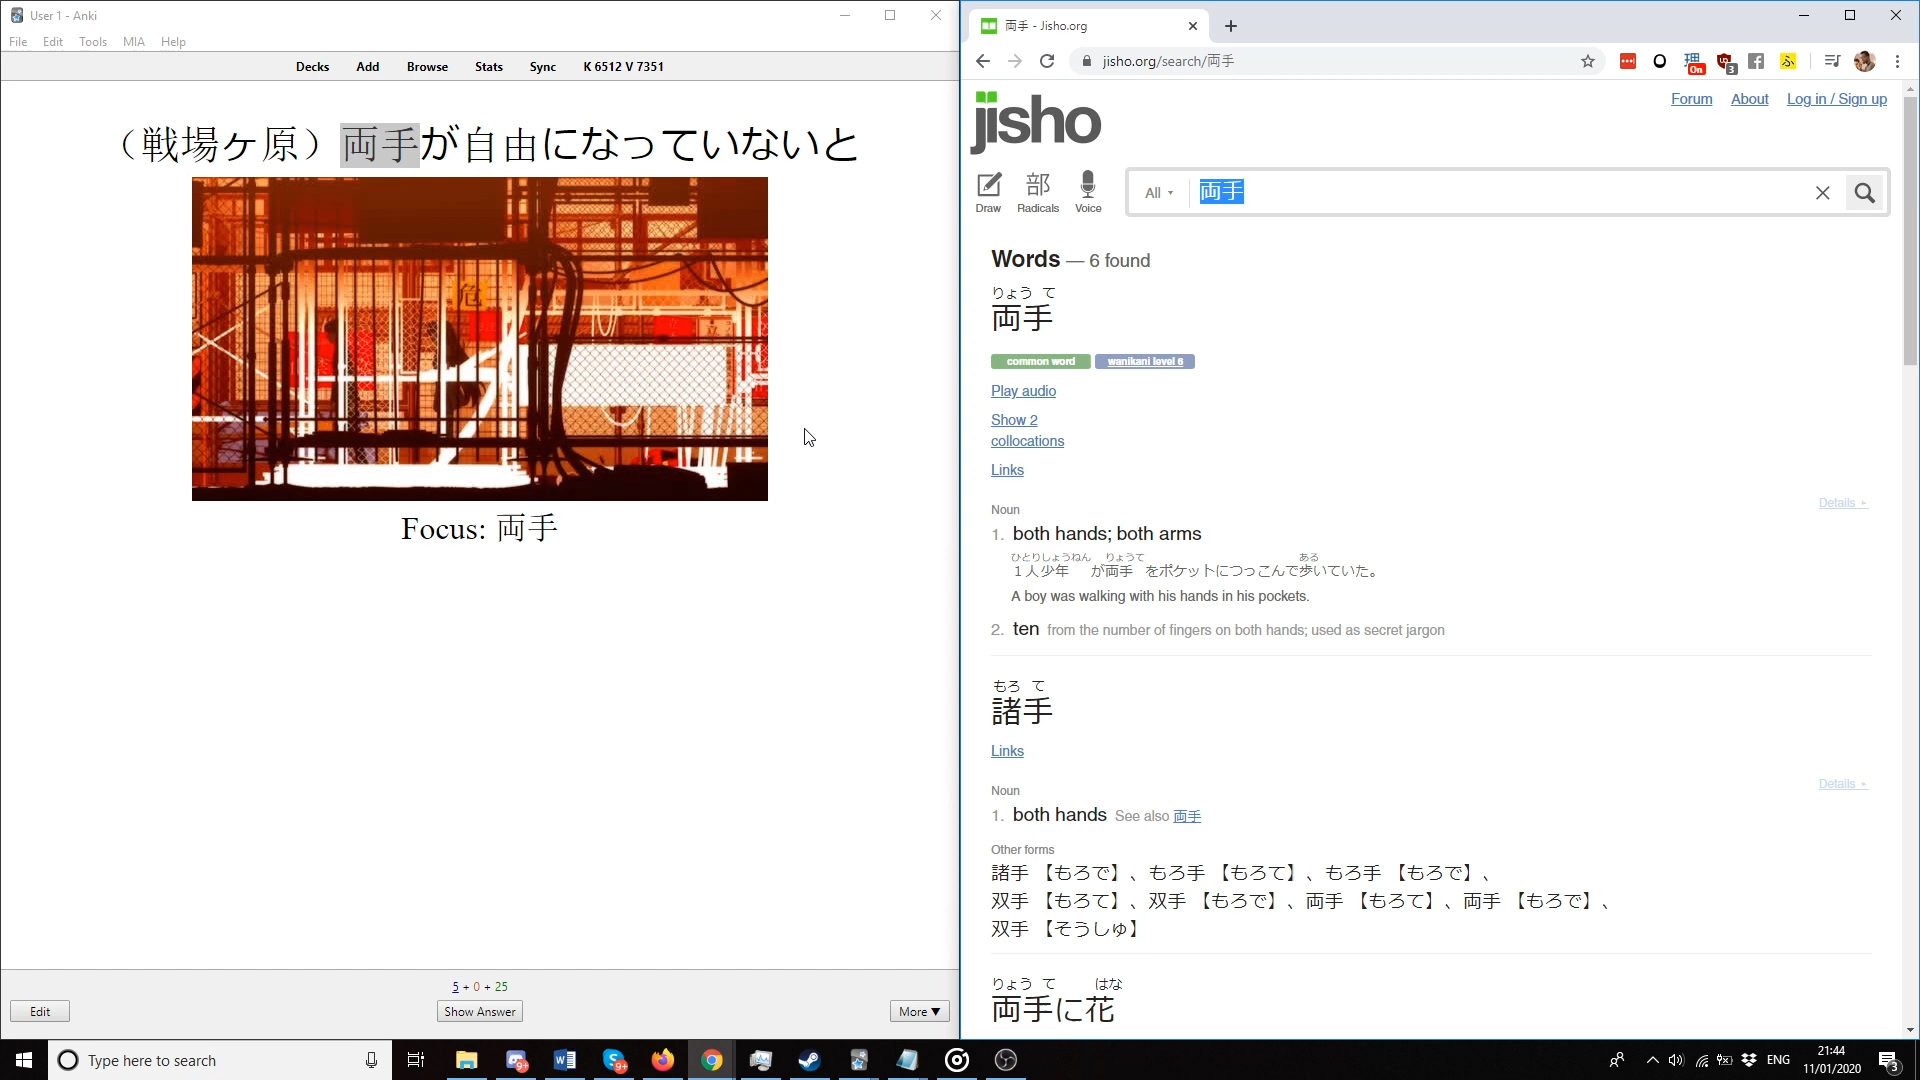 User 1 - Anki
File Edit Tools MIA Help
Decks Add Browse Stats Sync K 6512 V 7351
（戦場ヶ原）両手が自由になっていないと
危
Focus: 両手
5 + 0 + 25
Edit
Show Answer
More ▼
両手 - Jisho.org
jisho.org/search/両手
理 On
3
ふ
Forum About Log in / Sign up
jisho
部
Draw Radicals Voice
All 両手
Words — 6 found
りょう て
両手
common word wanikani level 6
Play audio
Show 2
collocations
Links
Noun
Details
1. both hands; both arms
ひとりしょうねん りょうて ある
１人少年 が両手 をポケットにつっこんで歩いていた。
A boy was walking with his hands in his pockets.
2. ten from the number of fingers on both hands; used as secret jargon
もろ て
諸手
Links
Noun
Details
1. both hands See also 両手
Other forms
諸手 【もろで】、もろ手 【もろて】、もろ手 【もろで】、
双手 【もろて】、双手 【もろで】、両手 【もろて】、両手 【もろで】、
双手 【そうしゅ】
りょう て はな
両手に花
Type here to search
9+
9+
ENG
21:44
11/01/2020
3